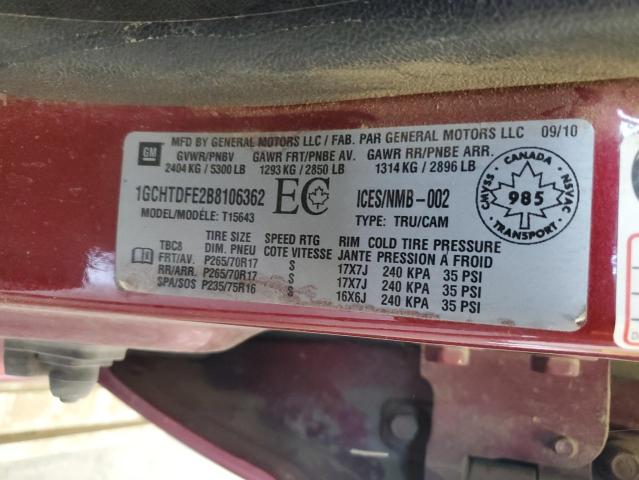 GM
MFD BY GENERAL MOTORS LLC / FAB. PAR GENERAL MOTORS LLC 09/10
GVWR/PNBV GAWR FRT/PNBE AV. GAWR RR/PNBE ARR.
2404 KG / 5300 LB 1293 KG / 2850 LB 1314 KG / 2896 LB
1GCHTDFE2B8106362 EC ICES/NMB-002
MODEL/MODÉLE: T15643 TYPE: TRU/CAM
CANADA
CMVSS 985 NSVAC
TRANSPORT
TIRE SIZE SPEED RTG RIM COLD TIRE PRESSURE
TBC8 DIM. PNEU COTE VITESSE JANTE PRESSION À FROID
FRT/AV. P265/70R17 S 17X7J 240 KPA 35 PSI
RR/ARR. P265/70R17 S 17X7J 240 KPA 35 PSI
SPA/SOS P235/75R16 S 16X6J 240 KPA 35 PSI